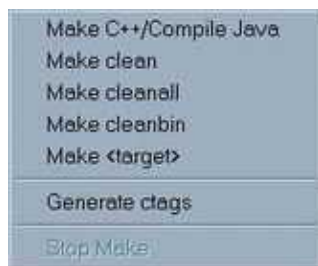 Make C++/Compile Java
Make clean
Make cleanall
Make cleanbin
Make <target>
Generate ctags
Stop Make